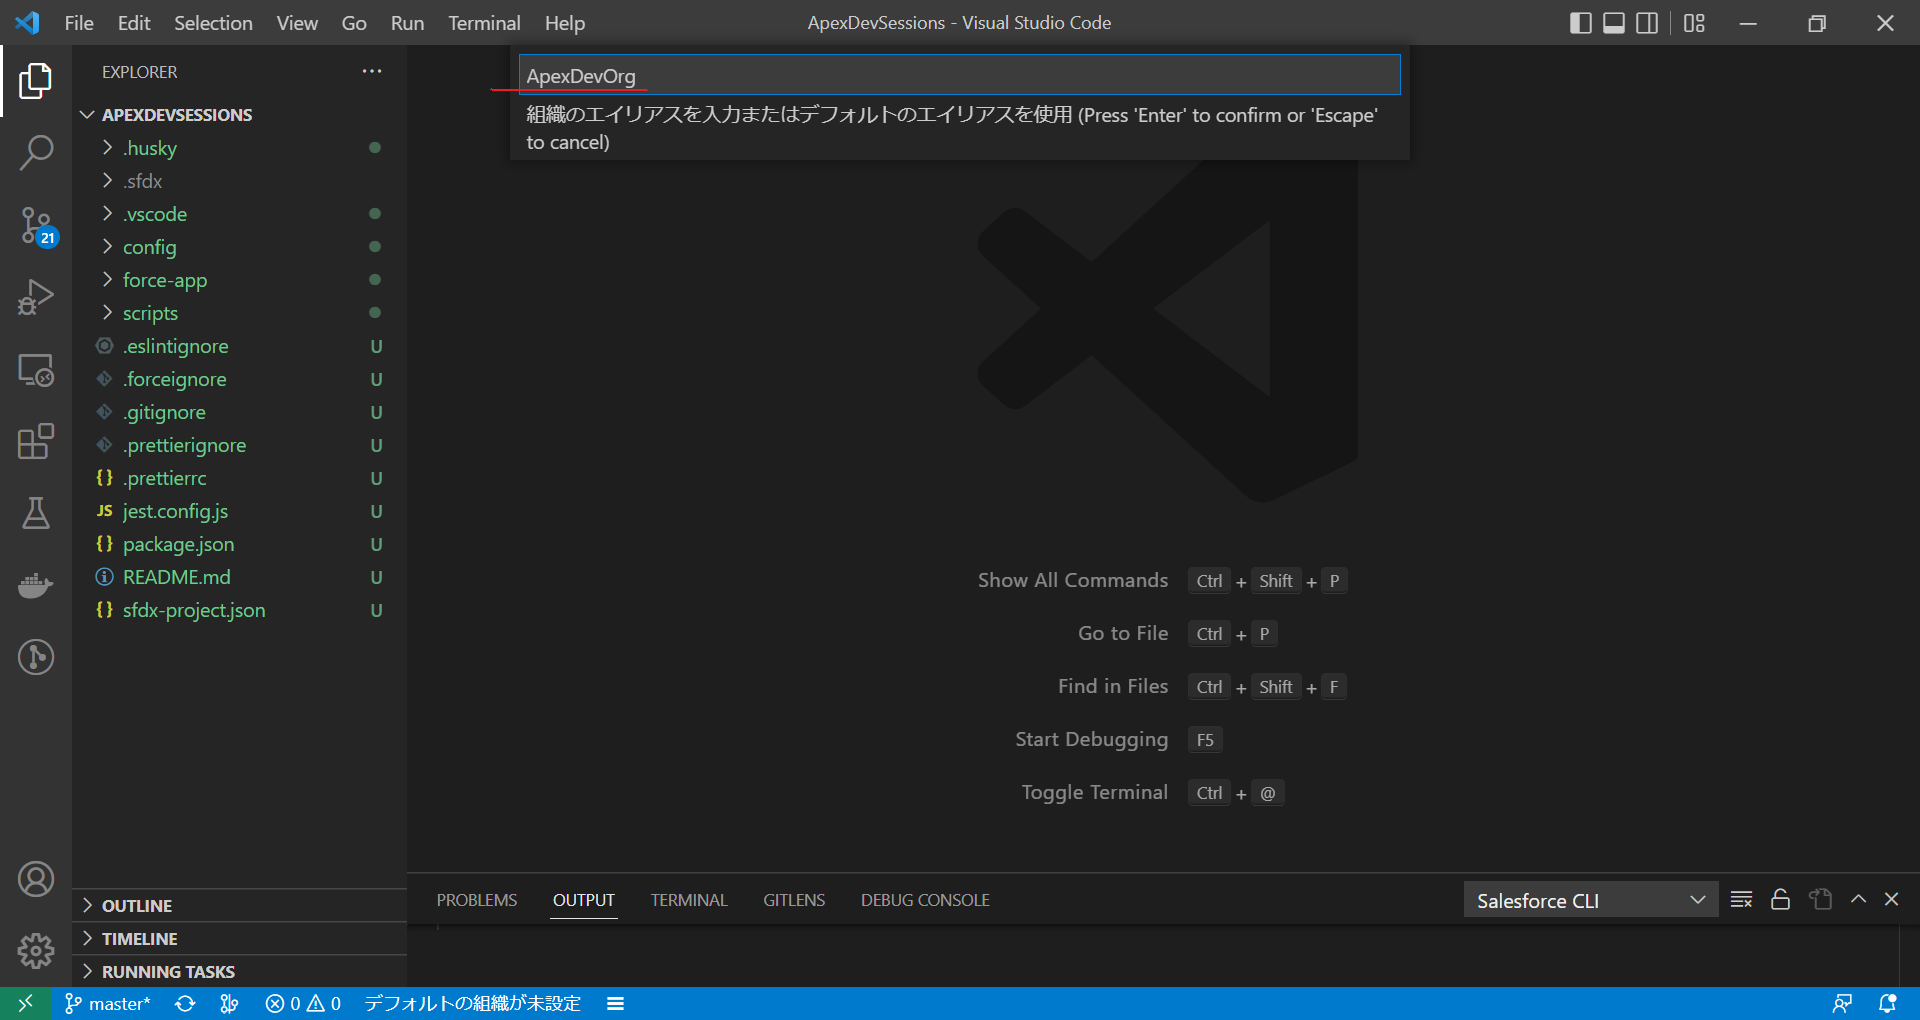 File Edit Selection View Go Run Terminal Help
ApexDevSessions - Visual Studio Code
EXPLORER
APEXDEVSESSIONS
.husky
.sfdx
.vscode
config
force-app
scripts
.eslintignore U
.forceignore U
.gitignore U
.prettierignore U
.prettierrc U
JS jest.config.js U
package.json U
README.md U
sfdx-project.json U
21
OUTLINE
TIMELINE
RUNNING TASKS
ApexDevOrg
組織のエイリアスを入力またはデフォルトのエイリアスを使用 (Press 'Enter' to confirm or 'Escape'
to cancel)
Show All Commands Ctrl + Shift + P
Go to File Ctrl + P
Find in Files Ctrl + Shift + F
Start Debugging F5
Toggle Terminal Ctrl + @
PROBLEMS OUTPUT TERMINAL GITLENS DEBUG CONSOLE
Salesforce CLI
master* 0 0 デフォルトの組織が未設定